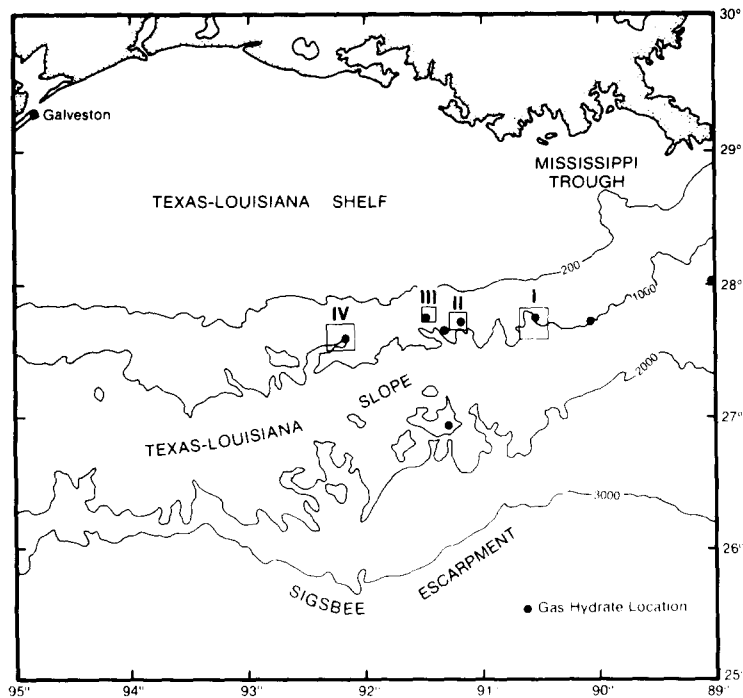 30°
Galveston
29°
MISSISSIPPI
TROUGH
TEXAS-LOUISIANA SHELF
200
28°
III
II
I
IV
1000
2000
SLOPE
27°
TEXAS-LOUISIANA
3000
ESCARPMENT
26°
SIGSBEE
Gas Hydrate Location
25°
95° 94° 93° 92° 91° 90° 89°